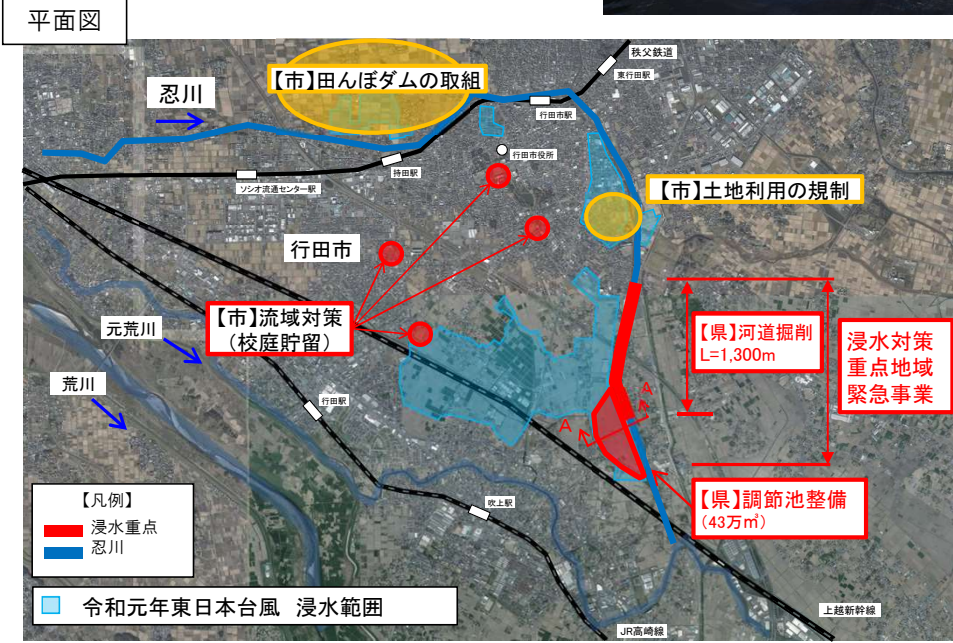 平面図
秩父鉄道
東行田駅
【市】田んぼダムの取組
忍川
行田市駅
行田市役所
持田駅
ソシオ流通センター駅
【市】土地利用の規制
行田市
【市】流域対策
（校庭貯留）
元荒川
荒川
行田駅
【県】河道掘削
L=1,300m
浸水対策
重点地域
緊急事業
A
A
【県】調節池整備
(43万㎥)
吹上駅
【凡例】
浸水重点
忍川
令和元年東日本台風 浸水範囲
上越新幹線
JR高崎線